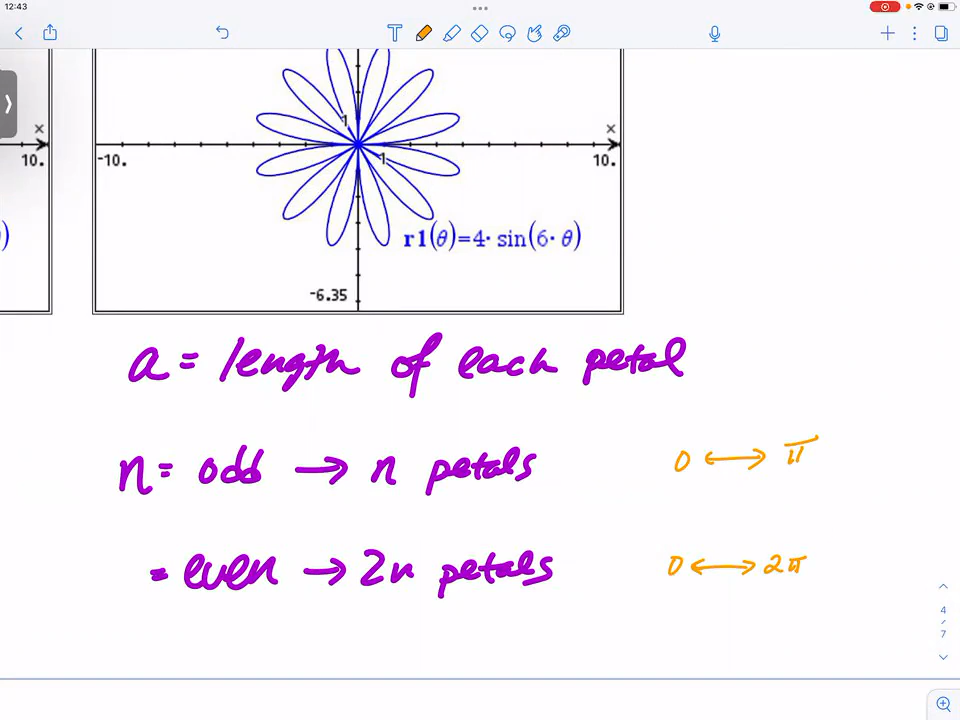 12:43
1
x
x
10.
-10.
1
10.
)
r1(θ)=4· sin(6· θ)
-6.35
a = length of each petal
n = odd → n petals 0 ↔ π
= even → 2n petals 0 ↔ 2π
4
/
7